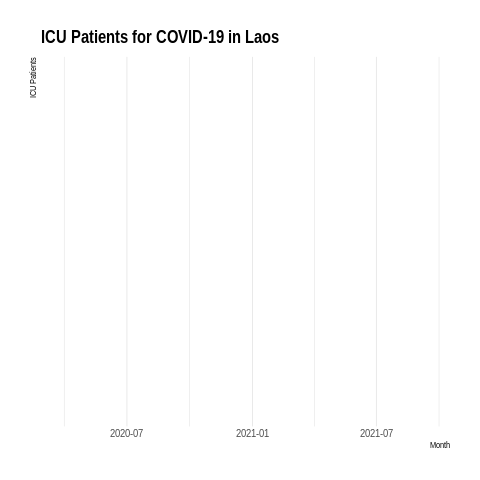 ICU Patients for COVID-19 in Laos
ICU Patients
2020-07
2021-01
2021-07
Month